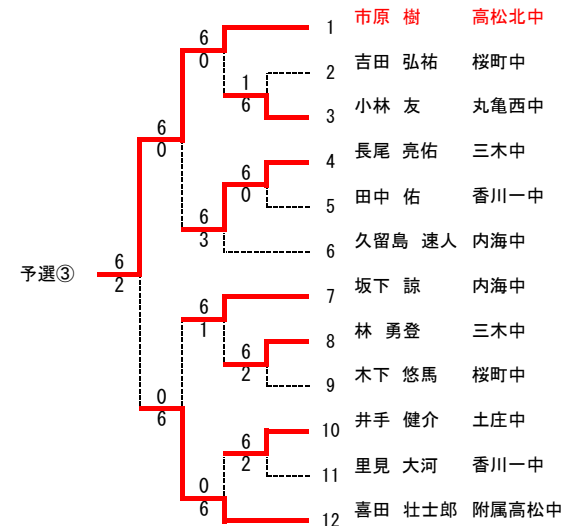 1 市原 樹 高松北中
2 吉田 弘祐 桜町中
3 小林 友 丸亀西中
4 長尾 亮佑 三木中
5 田中 佑 香川一中
6 久留島 速人 内海中
7 坂下 諒 内海中
8 林 勇登 三木中
9 木下 悠馬 桜町中
10 井手 健介 土庄中
11 里見 大河 香川一中
12 喜田 壮士郎 附属高松中
予選③
6
2
6
0
0
6
6
0
6
3
6
1
0
6
1
6
6
0
6
2
6
2